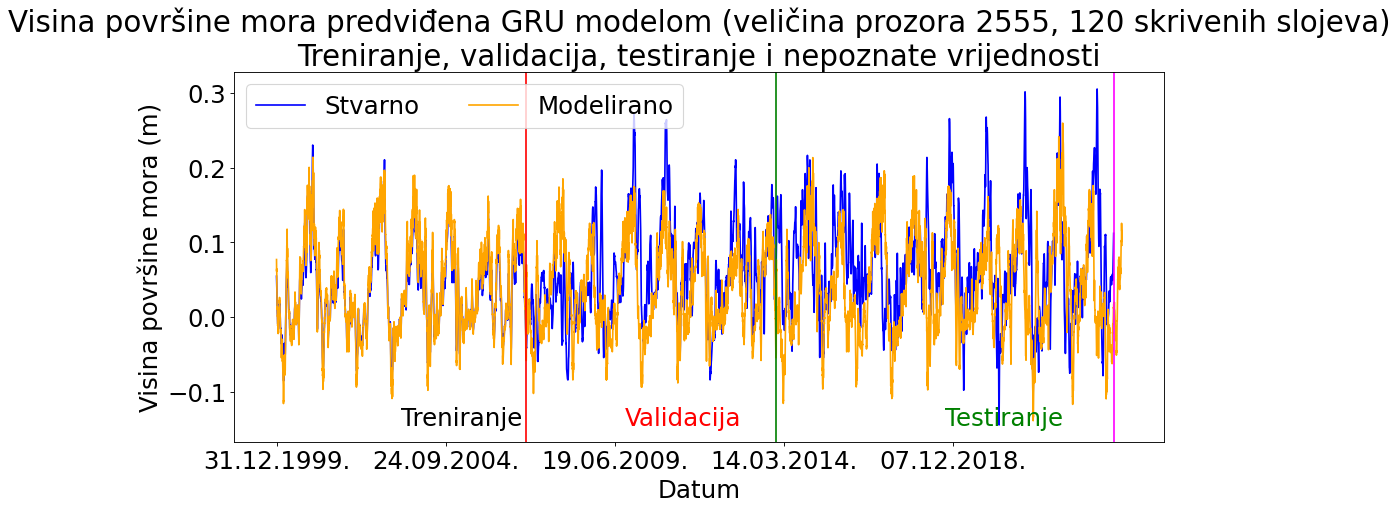 Visina površine mora predviđena GRU modelom (veličina prozora 2555, 120 skrivenih slojeva)
Treniranje, validacija, testiranje i nepoznate vrijednosti
Stvarno
Modelirano
Visina površine mora (m)
0.3
0.2
0.1
0.0
−0.1
Treniranje
Validacija
Testiranje
31.12.1999.
24.09.2004.
19.06.2009.
14.03.2014.
07.12.2018.
Datum